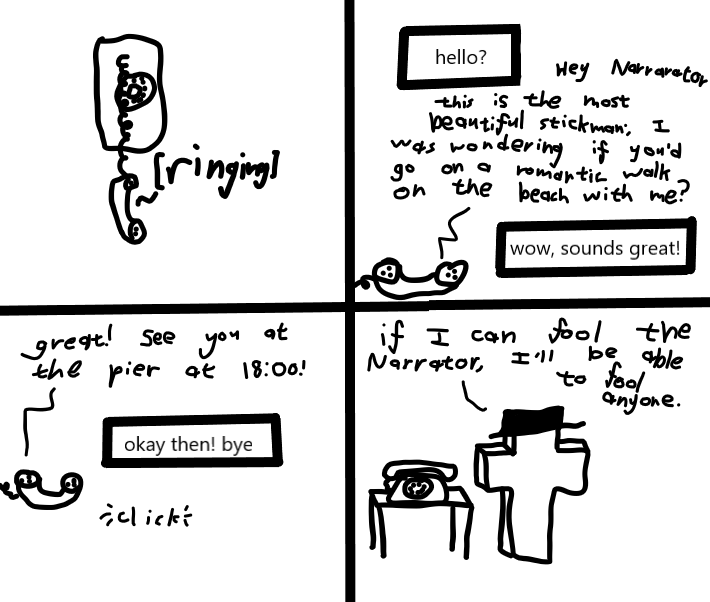 [ringing]
hello?
Hey Narrarator
this is the most
beautiful stickman, I
was wondering if you'd
go on a romantic walk
on the beach with me?
wow, sounds great!
great! see you at
the pier at 18:00!
okay then! bye
click
if I can fool the
Narrator, I'll be able
to fool
anyone.